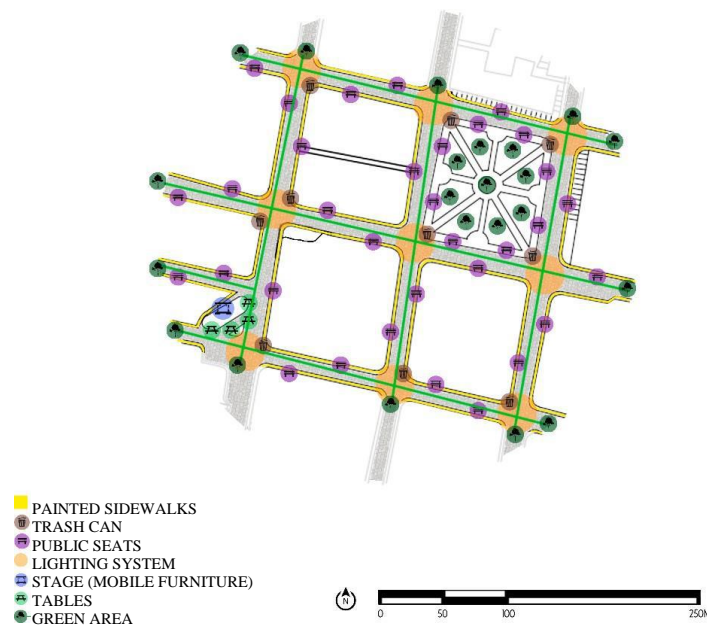 PAINTED SIDEWALKS
TRASH CAN
PUBLIC SEATS
LIGHTING SYSTEM
STAGE (MOBILE FURNITURE)
TABLES
GREEN AREA
N
0 50 100 250M